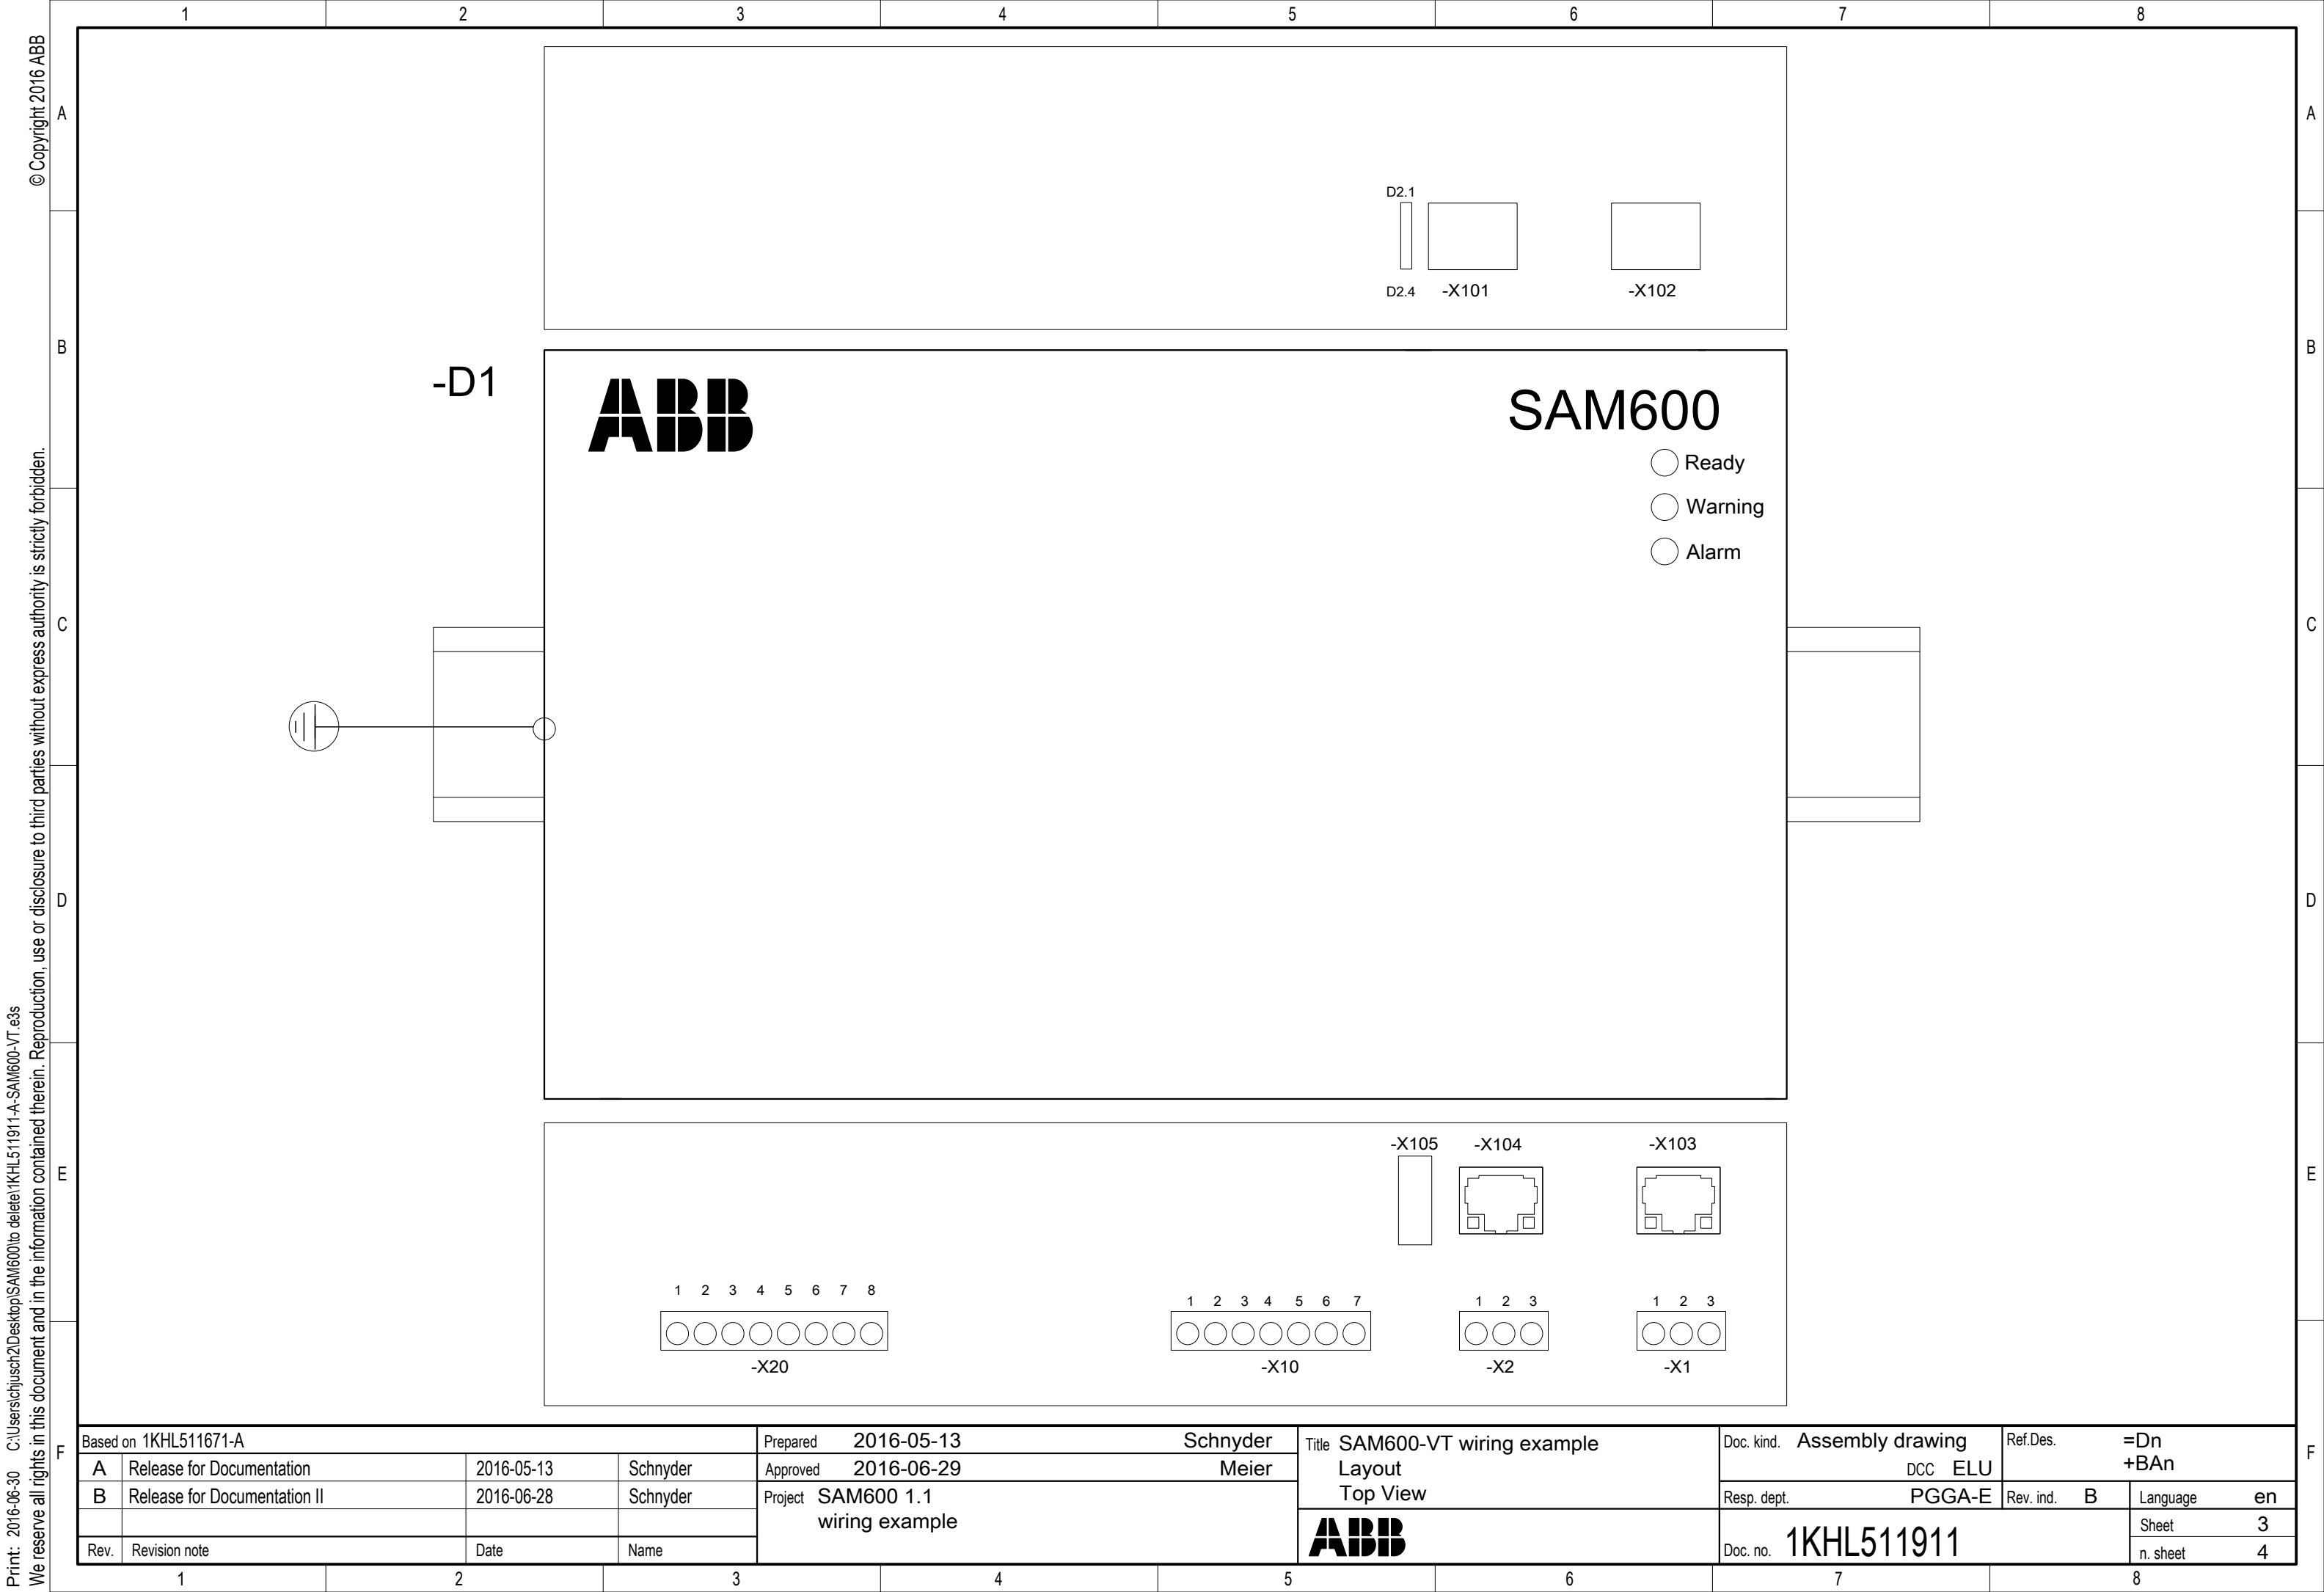 1 2 3 4 5 6 7 8
© Copyright 2016 ABB
We reserve all rights in this document and in the information contained therein. Reproduction, use or disclosure to third parties without express authority is strictly forbidden.
Print: 2016-06-30 C:\Users\chjusch2\Desktop\SAM600\to delete\1KHL511911-A-SAM600-VT.e3s
A A
B B
C C
D D
E E
F F
D2.1
D2.4 -X101 -X102
-D1
ABB
SAM600
Ready
Warning
Alarm
-X105 -X104 -X103
1 2 3 4 5 6 7 8
1 2 3 4 5 6 7
1 2 3
1 2 3
-X20 -X10 -X2 -X1
Based on 1KHL511671-A
A Release for Documentation 2016-05-13 Schnyder
B Release for Documentation II 2016-06-28 Schnyder
Rev. Revision note Date Name
Prepared 2016-05-13 Schnyder
Approved 2016-06-29 Meier
Project SAM600 1.1
wiring example
Title SAM600-VT wiring example
Layout
Top View
ABB
Doc. kind. Assembly drawing
DCC ELU
Resp. dept. PGGA-E
Doc. no. 1KHL511911
Ref.Des. =Dn
+BAn
Rev. ind. B
Language en
Sheet 3
n. sheet 4
1 2 3 4 5 6 7 8